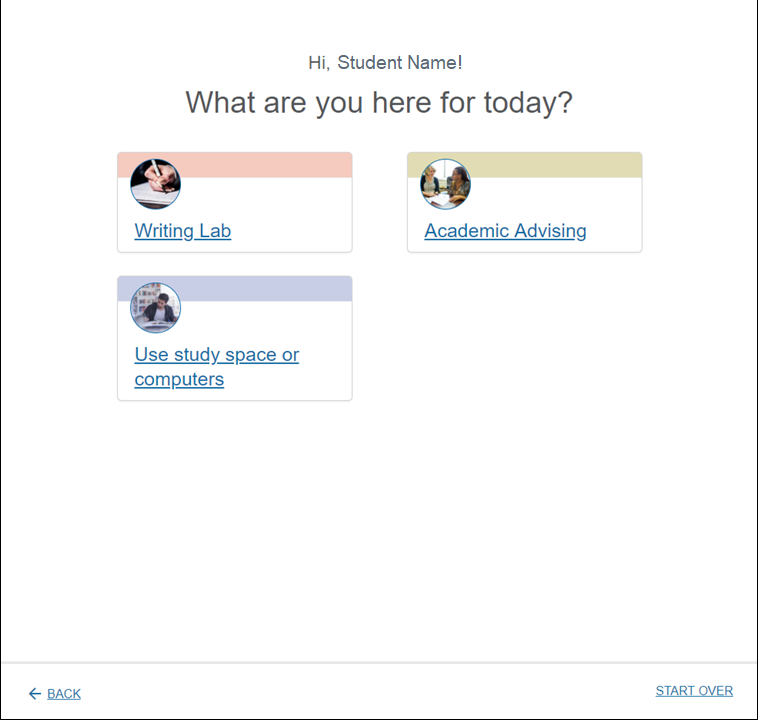 Hi, Student Name!
What are you here for today?
Writing Lab
Academic Advising
Use study space or
computers
BACK
START OVER